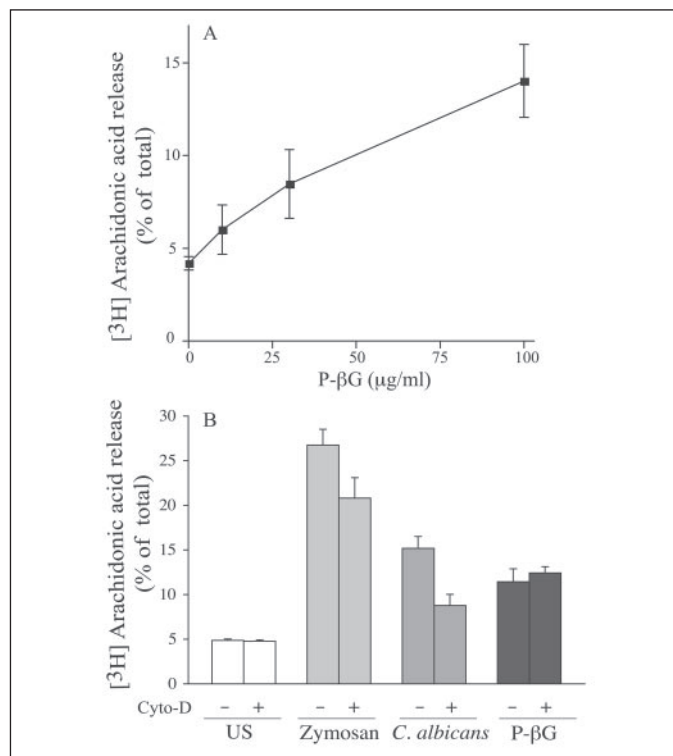 A
[3H] Arachidonic acid release
(% of total)
15
10
5
0
0 25 50 75 100
P-βG (μg/ml)
B
[3H] Arachidonic acid release
(% of total)
30
25
20
15
10
5
0
Cyto-D − + − + − + − +
US Zymosan C. albicans P-βG